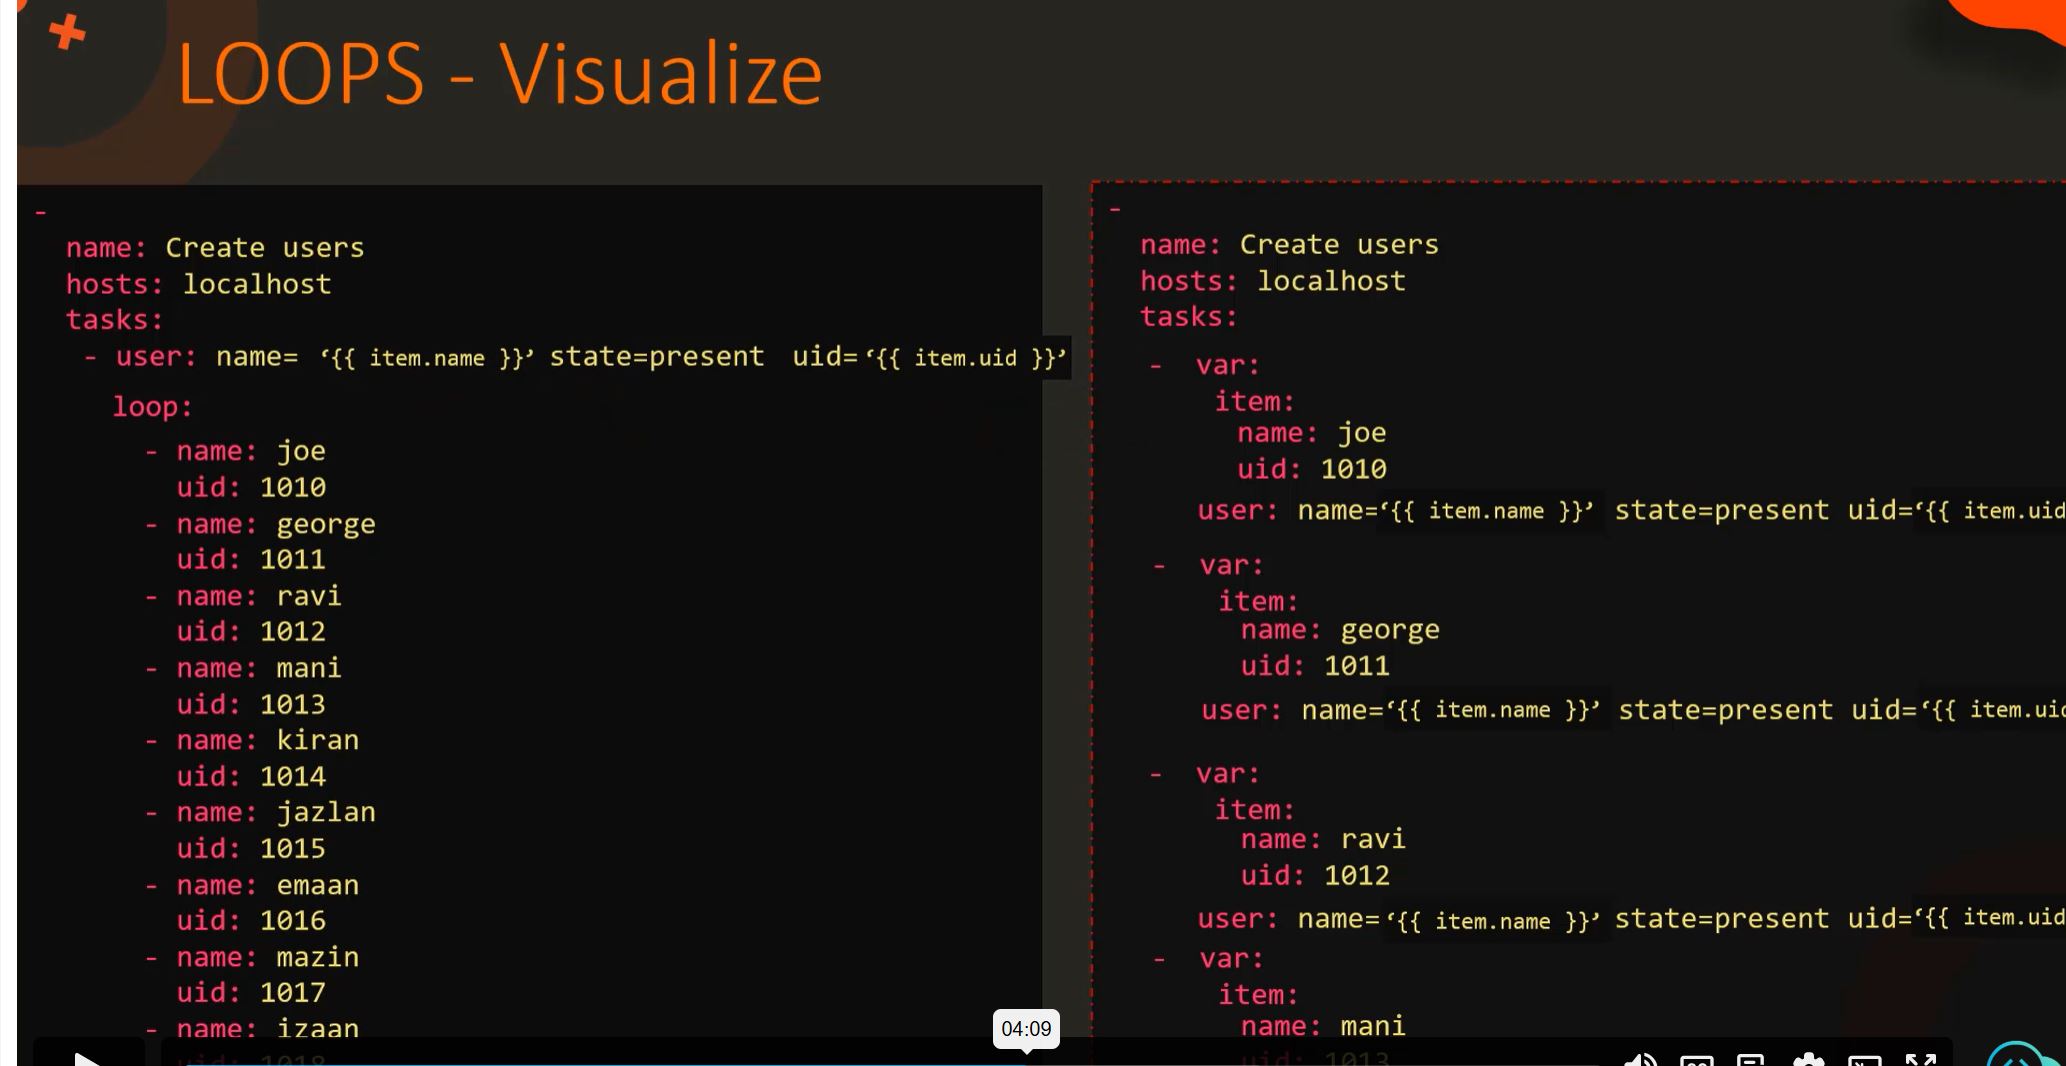 LOOPS - Visualize
-
name: Create users
hosts: localhost
tasks:
- user: name= ‘{{ item.name }}’ state=present uid=‘{{ item.uid }}’
loop:
- name: joe
uid: 1010
- name: george
uid: 1011
- name: ravi
uid: 1012
- name: mani
uid: 1013
- name: kiran
uid: 1014
- name: jazlan
uid: 1015
- name: emaan
uid: 1016
- name: mazin
uid: 1017
- name: izaan
uid: 1018
-
name: Create users
hosts: localhost
tasks:
- var:
item:
name: joe
uid: 1010
user: name=‘{{ item.name }}’ state=present uid=‘{{ item.uid
- var:
item:
name: george
uid: 1011
user: name=‘{{ item.name }}’ state=present uid=‘{{ item.uid
- var:
item:
name: ravi
uid: 1012
user: name=‘{{ item.name }}’ state=present uid=‘{{ item.uid
- var:
item:
name: mani
uid: 1013
04:09